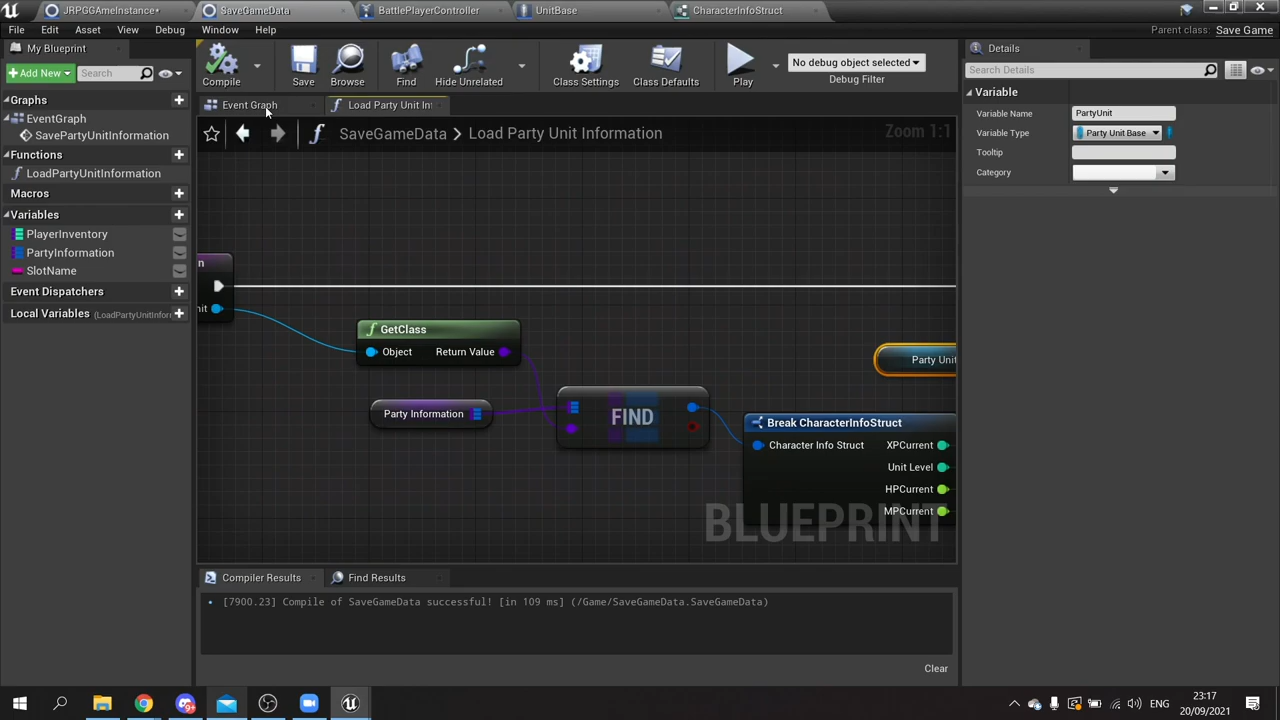 JRPGGAmeInstance*
SaveGameData
BattlePlayerController
UnitBase
CharacterInfoStruct
File Edit Asset View Debug Window Help
Parent class: Save Game
My Blueprint
Add New
Search
Compile
Save
Browse
Find
Hide Unrelated
Class Settings
Class Defaults
Play
No debug object selected
Debug Filter
Details
Search Details
Graphs
EventGraph
SavePartyUnitInformation
Functions
LoadPartyUnitInformation
Macros
Variables
PlayerInventory
PartyInformation
SlotName
Event Dispatchers
Local Variables (LoadPartyUnitInforn
Event Graph
Load Party Unit In
SaveGameData > Load Party Unit Information
Zoom 1:1
n
nit
GetClass
Object Return Value
Party Information
FIND
Party Unit
Break CharacterInfoStruct
Character Info Struct
XPCurrent
Unit Level
HPCurrent
MPCurrent
BLUEPRINT
Variable
Variable Name PartyUnit
Variable Type Party Unit Base
Tooltip
Category
Compiler Results
Find Results
[7900.23] Compile of SaveGameData successful! [in 109 ms] (/Game/SaveGameData.SaveGameData)
Clear
ENG
23:17
20/09/2021